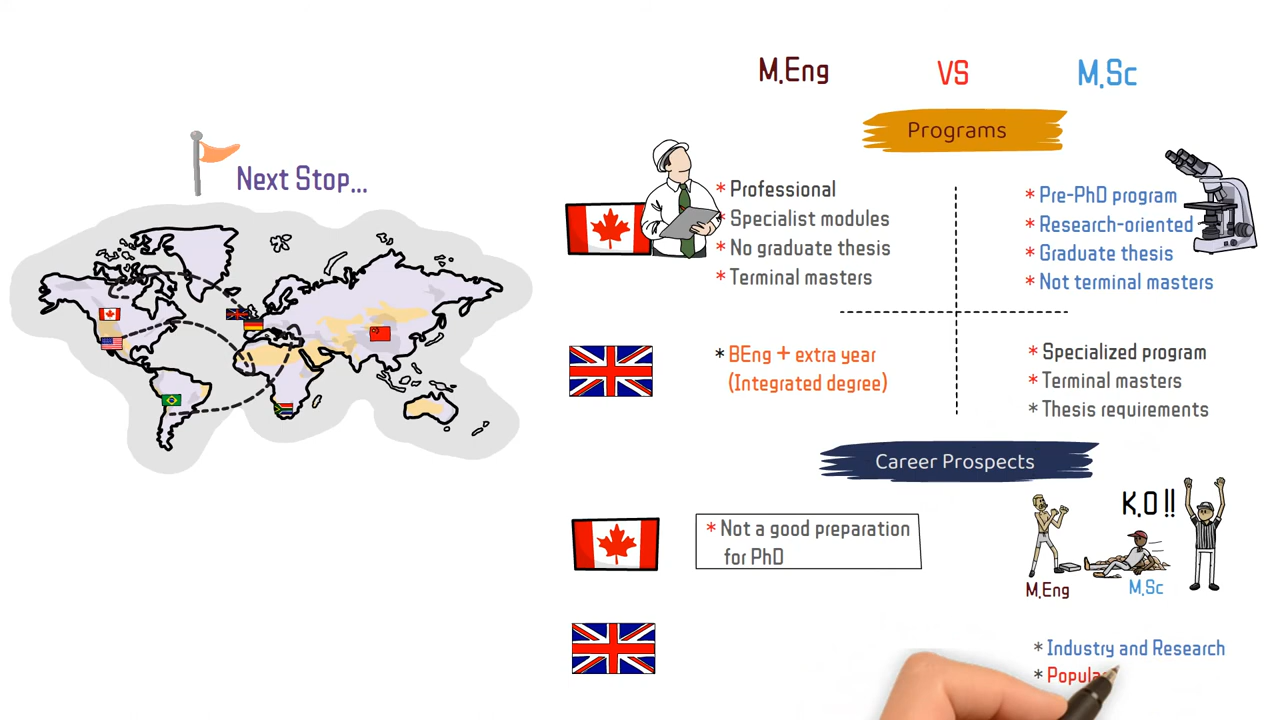 M.Eng
VS
M.Sc
Programs
Next Stop...
* Professional
* Specialist modules
* No graduate thesis
* Terminal masters
* Pre-PhD program
* Research-oriented
* Graduate thesis
* Not terminal masters
* BEng + extra year
(Integrated degree)
* Specialized program
* Terminal masters
* Thesis requirements
Career Prospects
* Not a good preparation
for PhD
K.O !!
M.Eng
M.Sc
* Industry and Research
*